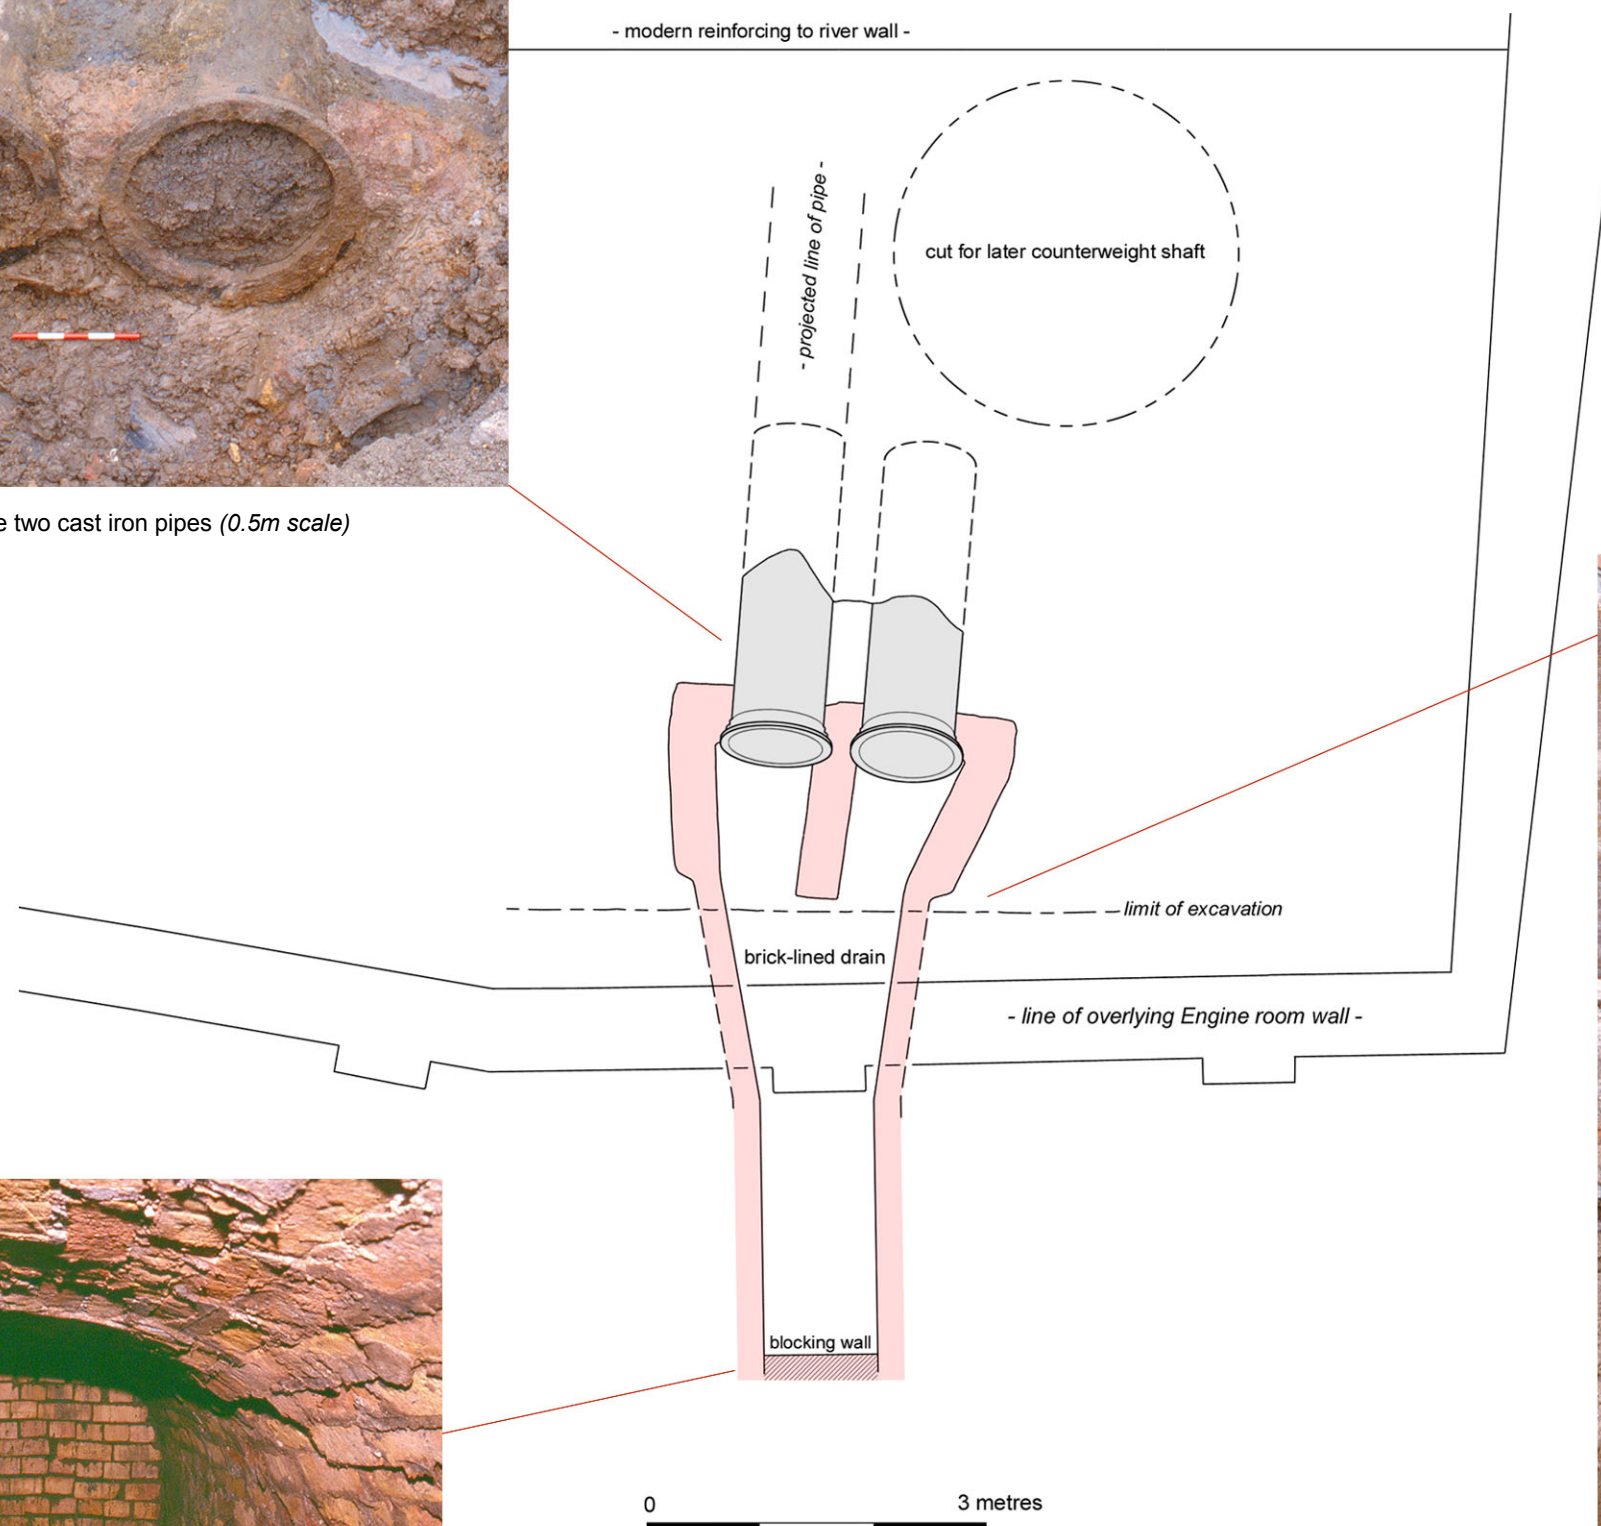 - modern reinforcing to river wall -
- projected line of pipe -
cut for later counterweight shaft
two cast iron pipes (0.5m scale)
limit of excavation
brick-lined drain
- line of overlying Engine room wall -
blocking wall
0 3 metres